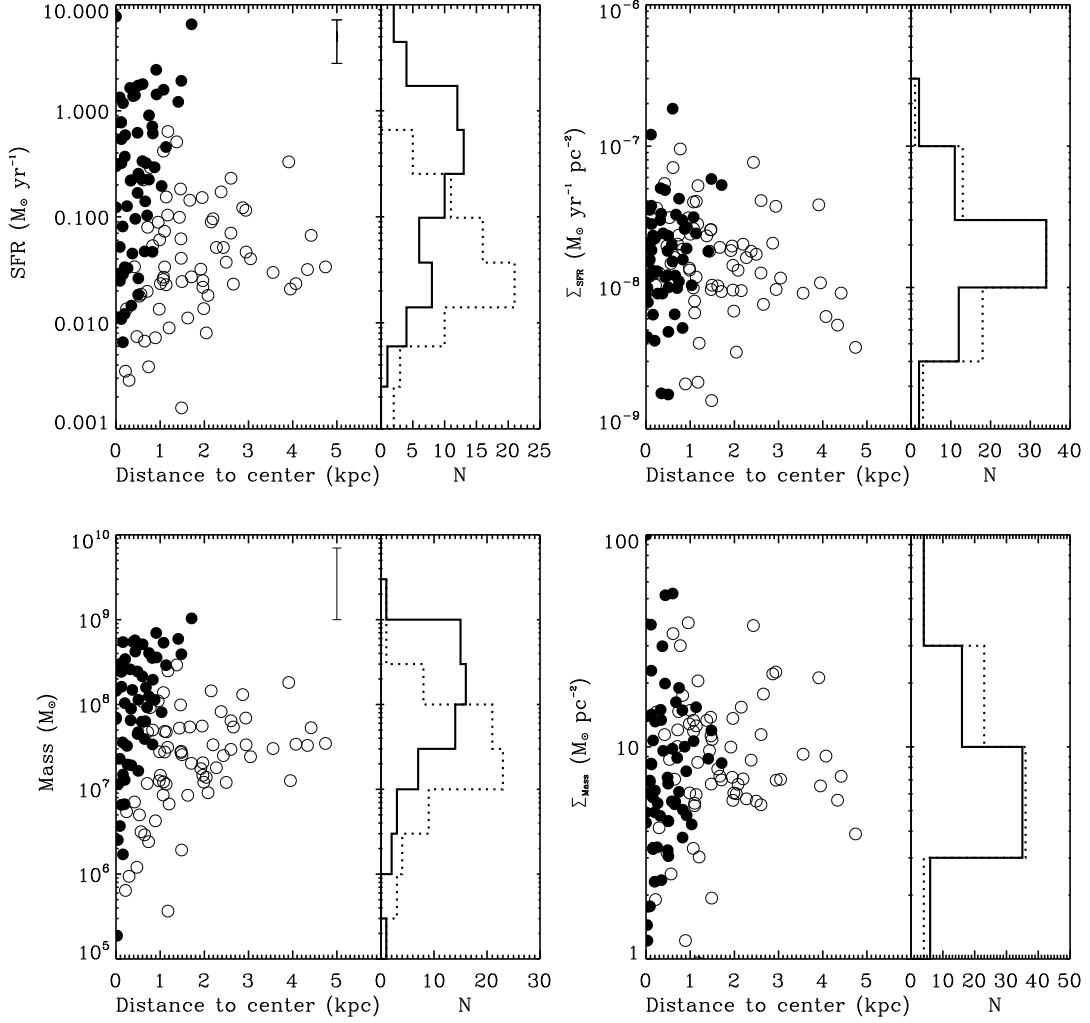 10.000
1.000
0.100
0.010
0.001
SFR (M⊙ yr⁻¹)
0 1 2 3 4 5
Distance to center (kpc)
0 5 10 15 20 25
N
10⁻⁶
10⁻⁷
10⁻⁸
10⁻⁹
Σ_SFR (M⊙ yr⁻¹ pc⁻²)
0 1 2 3 4 5
Distance to center (kpc)
0 10 20 30 40
N
10¹⁰
10⁹
10⁸
10⁷
10⁶
10⁵
Mass (M⊙)
0 1 2 3 4 5
Distance to center (kpc)
0 10 20 30
N
100
10
1
Σ_Mass (M⊙ pc⁻²)
0 1 2 3 4 5
Distance to center (kpc)
0 10 20 30 40 50
N